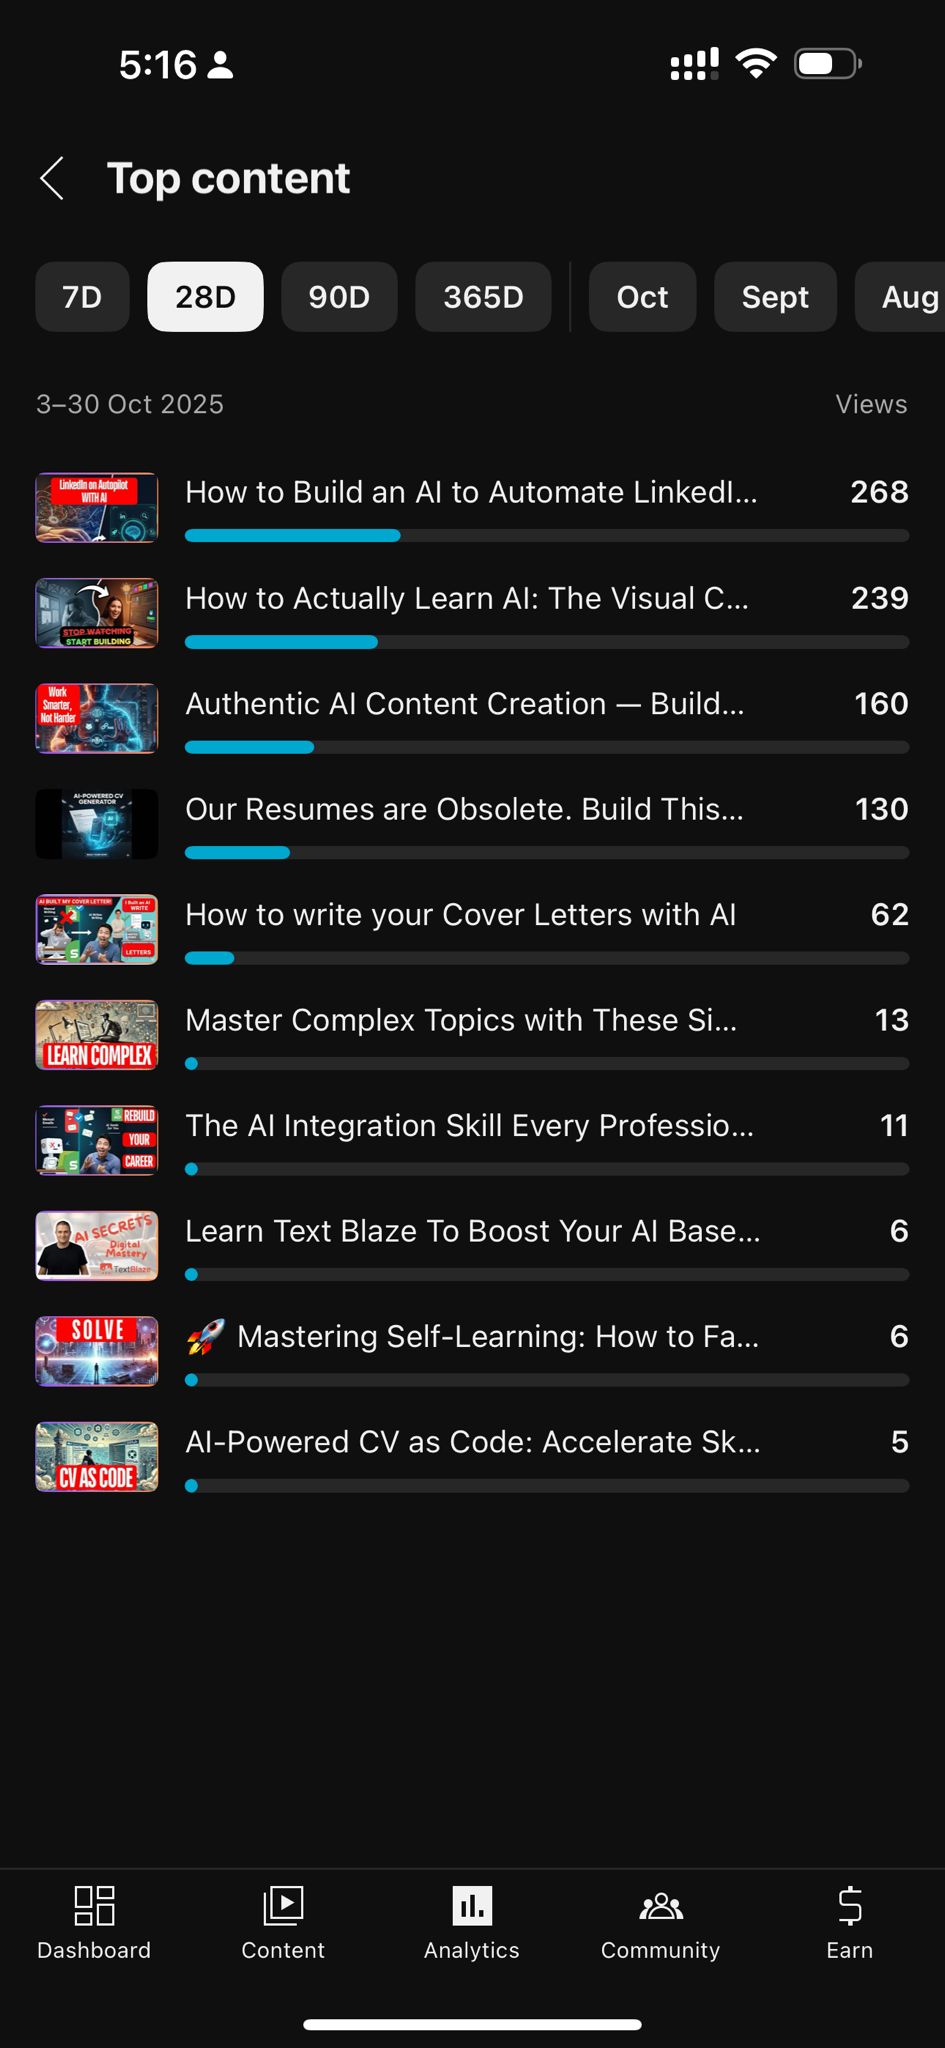 5:16
Top content
7D
28D
90D
365D
Oct
Sept
Aug
3–30 Oct 2025
Views
LinkedIn on Autopilot
WITH AI
How to Build an AI to Automate LinkedI...
268
STOP WATCHING
START BUILDING
How to Actually Learn AI: The Visual C...
239
Work
Smarter,
Not Harder
Authentic AI Content Creation — Build...
160
AI-POWERED CV
GENERATOR
Our Resumes are Obsolete. Build This...
130
AI BUILT MY COVER LETTER!
I Built an AI
WRITE
LETTERS
How to write your Cover Letters with AI
62
LEARN COMPLEX
Master Complex Topics with These Si...
13
REBUILD
YOUR
CAREER
The AI Integration Skill Every Professio...
11
AI SECRETS
Digital
Mastery
TextBlaze
Learn Text Blaze To Boost Your AI Base...
6
SOLVE
🚀 Mastering Self-Learning: How to Fa...
6
CV AS CODE
AI-Powered CV as Code: Accelerate Sk...
5
Dashboard
Content
Analytics
Community
Earn